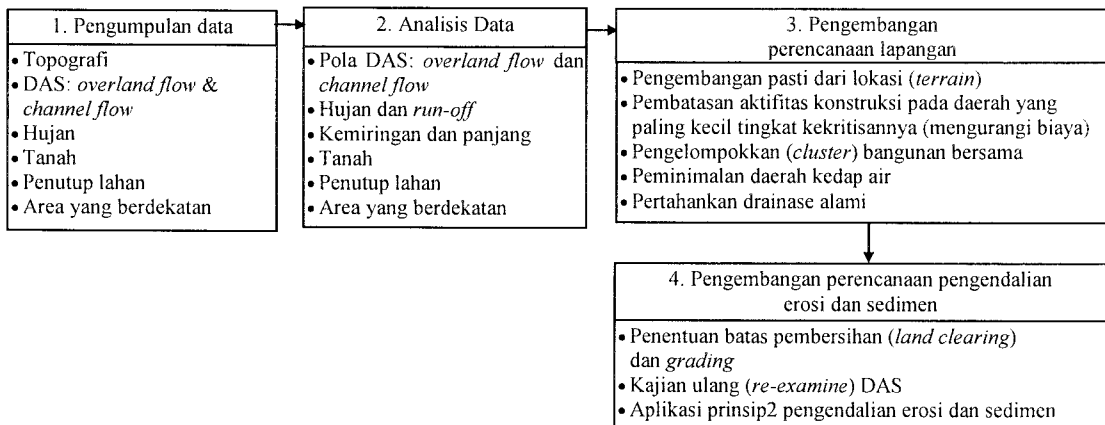 1. Pengumpulan data
• Topografi
• DAS: overland flow &
channel flow
• Hujan
• Tanah
• Penutup lahan
• Area yang berdekatan
2. Analisis Data
• Pola DAS: overland flow dan
channel flow
• Hujan dan run-off
• Kemiringan dan panjang
• Tanah
• Penutup lahan
• Area yang berdekatan
3. Pengembangan
perencanaan lapangan
• Pengembangan pasti dari lokasi (terrain)
• Pembatasan aktifitas konstruksi pada daerah yang
paling kecil tingkat kekritisannya (mengurangi biaya)
• Pengelompokkan (cluster) bangunan bersama
• Peminimalan daerah kedap air
• Pertahankan drainase alami
4. Pengembangan perencanaan pengendalian
erosi dan sedimen
• Penentuan batas pembersihan (land clearing)
dan grading
• Kajian ulang (re-examine) DAS
• Aplikasi prinsip2 pengendalian erosi dan sedimen